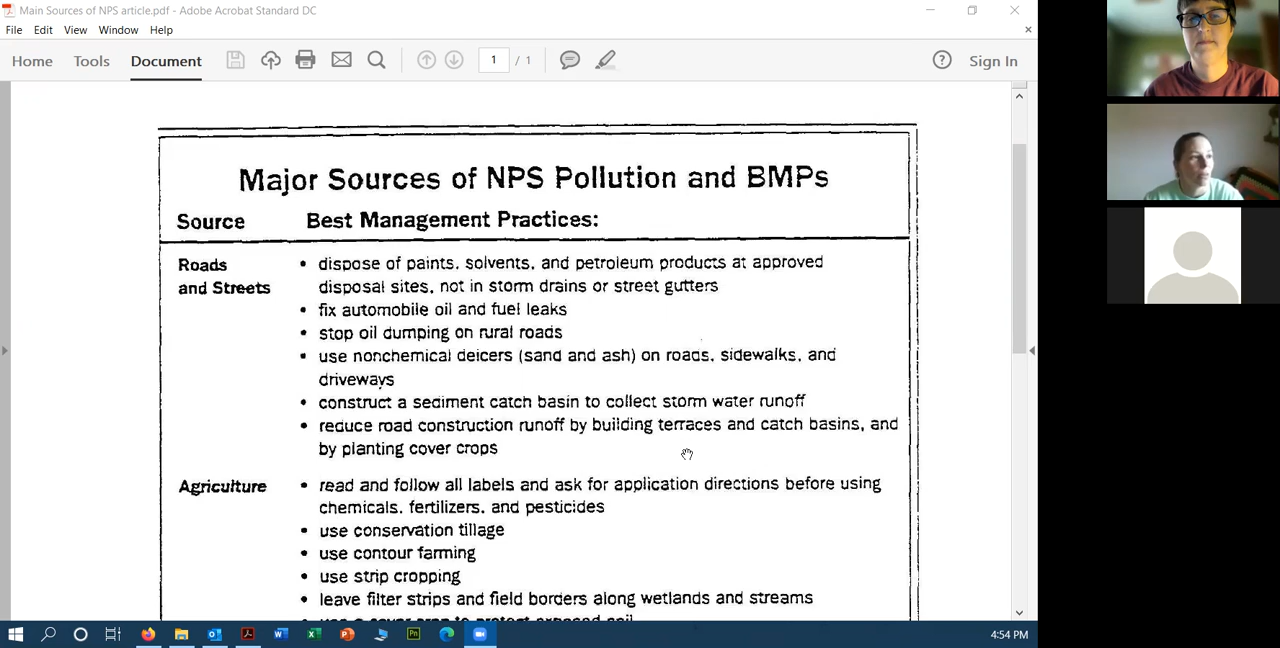 Main Sources of NPS article.pdf - Adobe Acrobat Standard DC
File Edit View Window Help
Home Tools Document 1 / 1 Sign In
Major Sources of NPS Pollution and BMPs
Source Best Management Practices:
Roads • dispose of paints, solvents, and petroleum products at approved
and Streets disposal sites, not in storm drains or street gutters
• fix automobile oil and fuel leaks
• stop oil dumping on rural roads
• use nonchemical deicers (sand and ash) on roads, sidewalks, and
driveways
• construct a sediment catch basin to collect storm water runoff
• reduce road construction runoff by building terraces and catch basins, and
by planting cover crops
Agriculture • read and follow all labels and ask for application directions before using
chemicals, fertilizers, and pesticides
• use conservation tillage
• use contour farming
• use strip cropping
• leave filter strips and field borders along wetlands and streams
• use a cover crop to protect exposed soil
4:54 PM